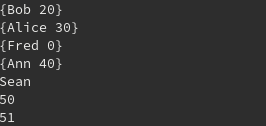 {Bob 20}
{Alice 30}
{Fred 0}
{Ann 40}
Sean
50
51